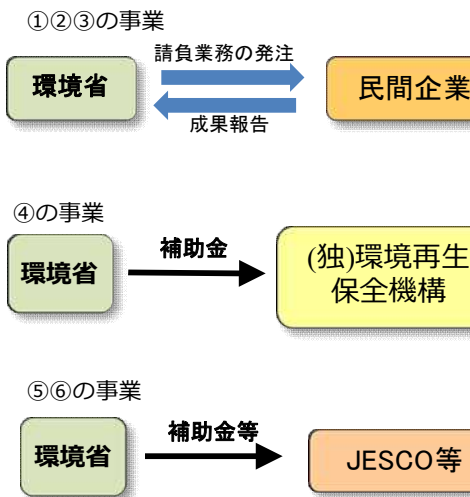 ①②③の事業
請負業務の発注
環境省
民間企業
成果報告
④の事業
補助金
環境省
(独)環境再生
保全機構
⑤⑥の事業
補助金等
環境省
JESCO等